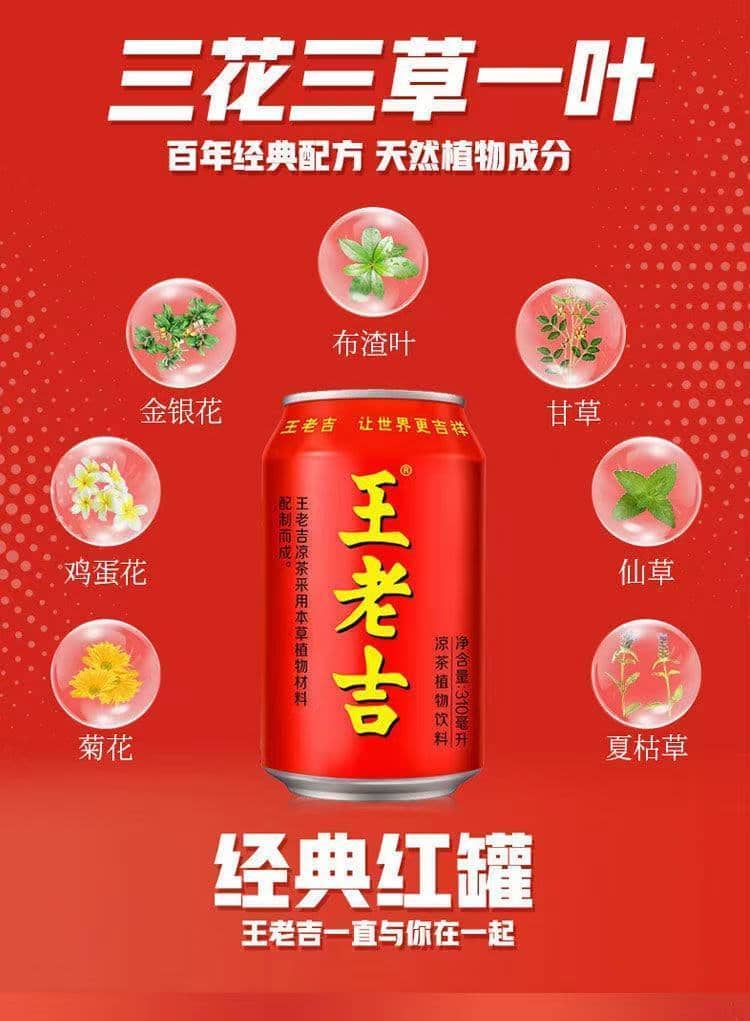 三花三草一叶
百年经典配方 天然植物成分
布渣叶
金银花
甘草
鸡蛋花
仙草
菊花
夏枯草
王老吉 让世界更吉祥
王老吉®
王老吉凉茶采用本草植物材料
配制而成。
净含量:310毫升
凉茶植物饮料
经典红罐
王老吉一直与你在一起